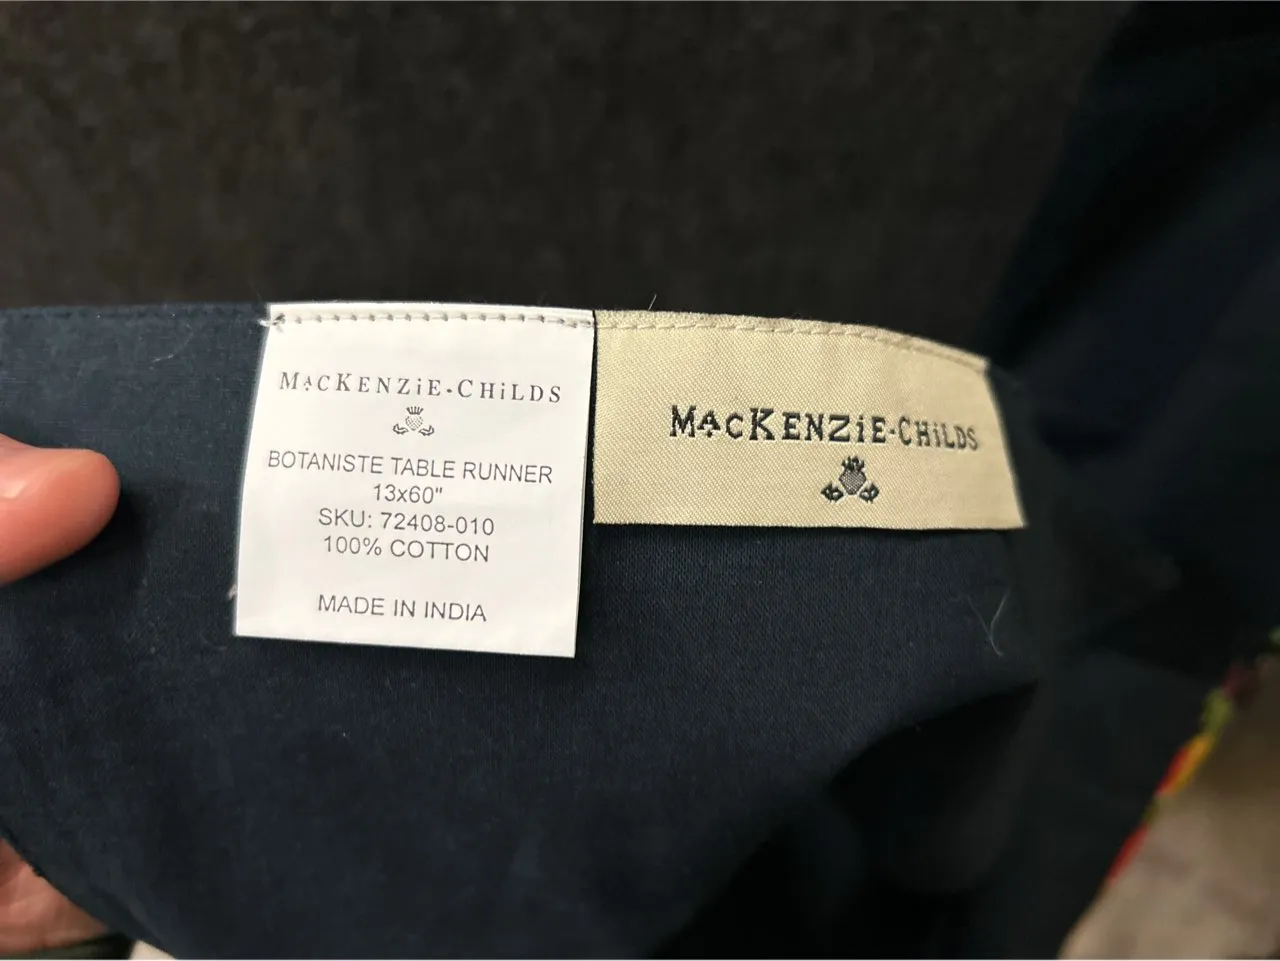 MACKENZiE-CHiLDS
BOTANISTE TABLE RUNNER
13x60"
SKU: 72408-010
100% COTTON
MADE IN INDIA
MACKENZiE-CHiLDS